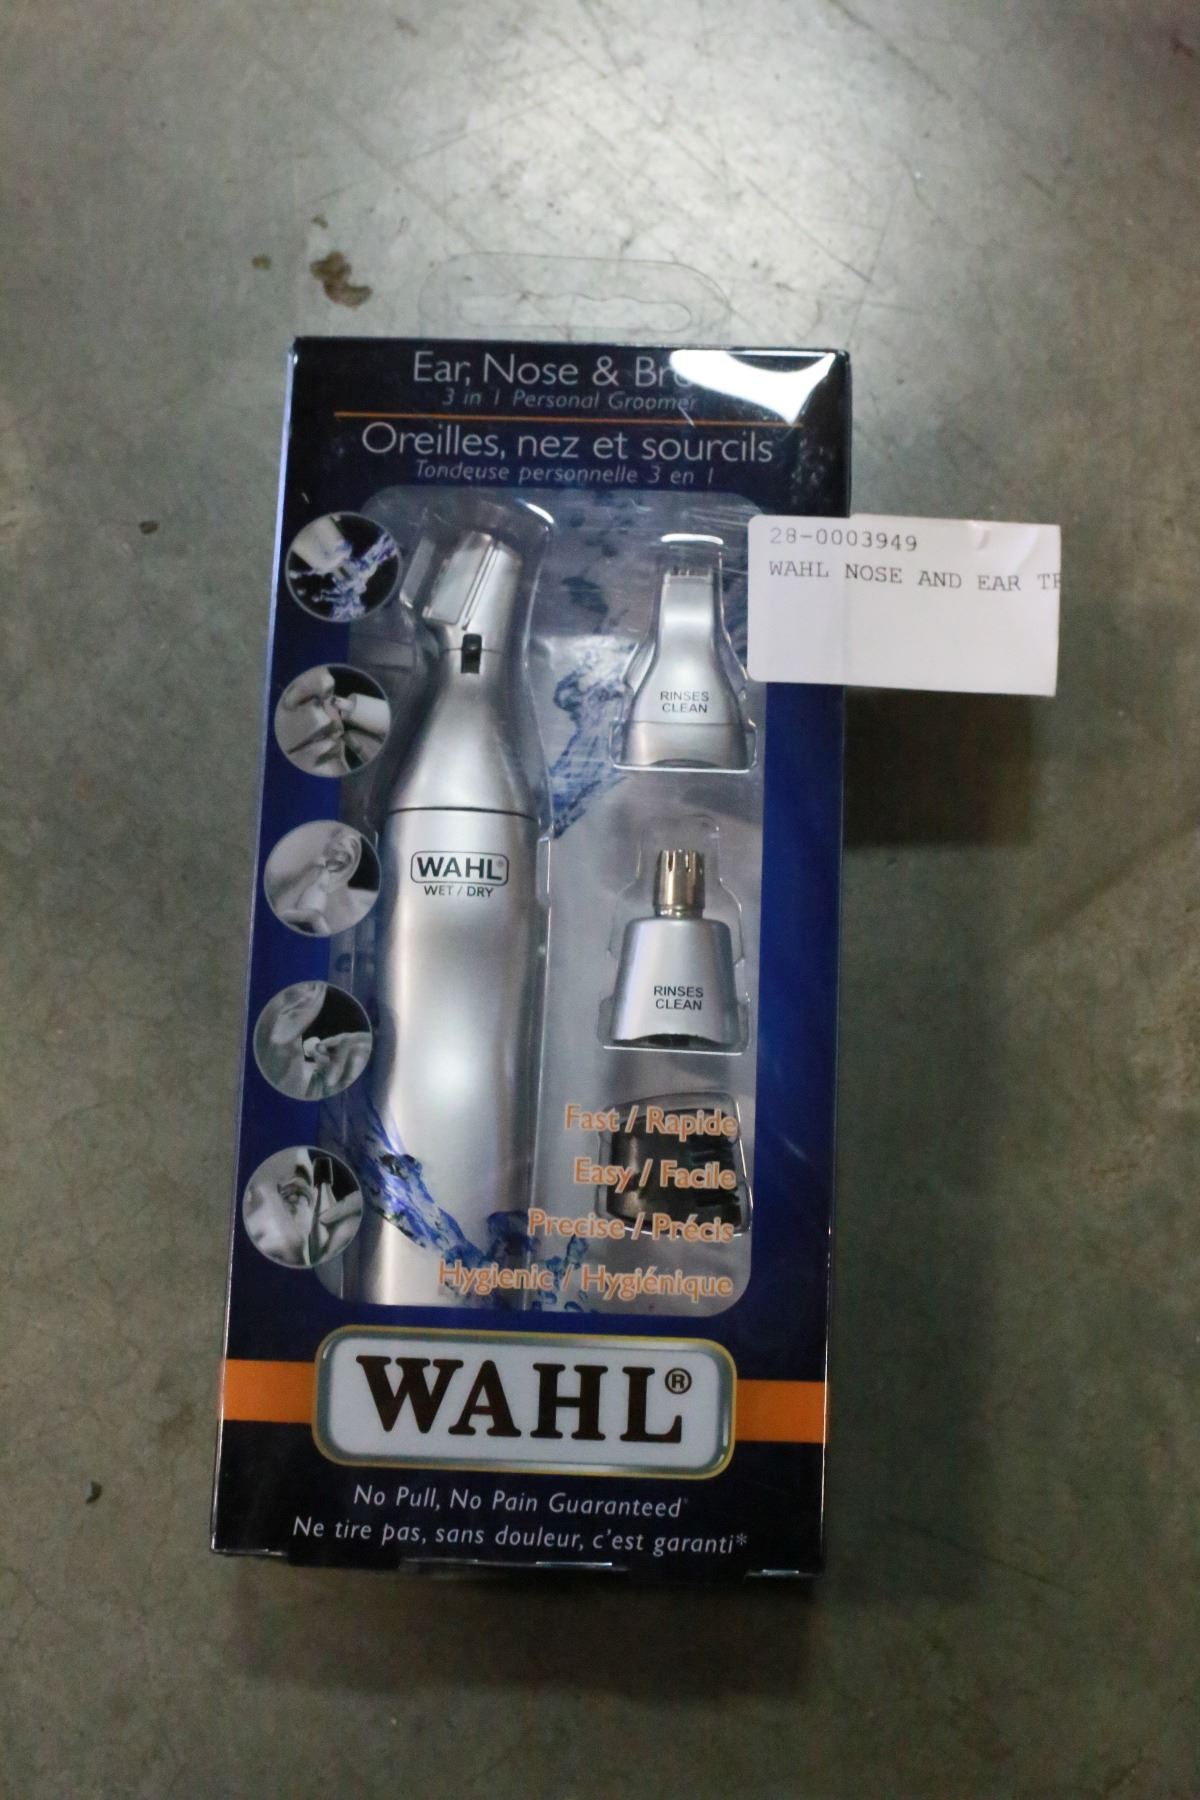 Ear, Nose &
3 in 1 Personal Groomer
Oreilles, nez et sourcils
Tondeuse personnelle 3 en 1
28-0003949
WAHL NOSE AND EAR
RINSES
CLEAN
WAHL®
WET / DRY
RINSES
CLEAN
Fast / Rapide
Easy / Facile
Precise / Précis
Hygienic / Hygiénique
WAHL®
No Pull, No Pain Guaranteed*
Ne tire pas, sans douleur, c'est garanti*